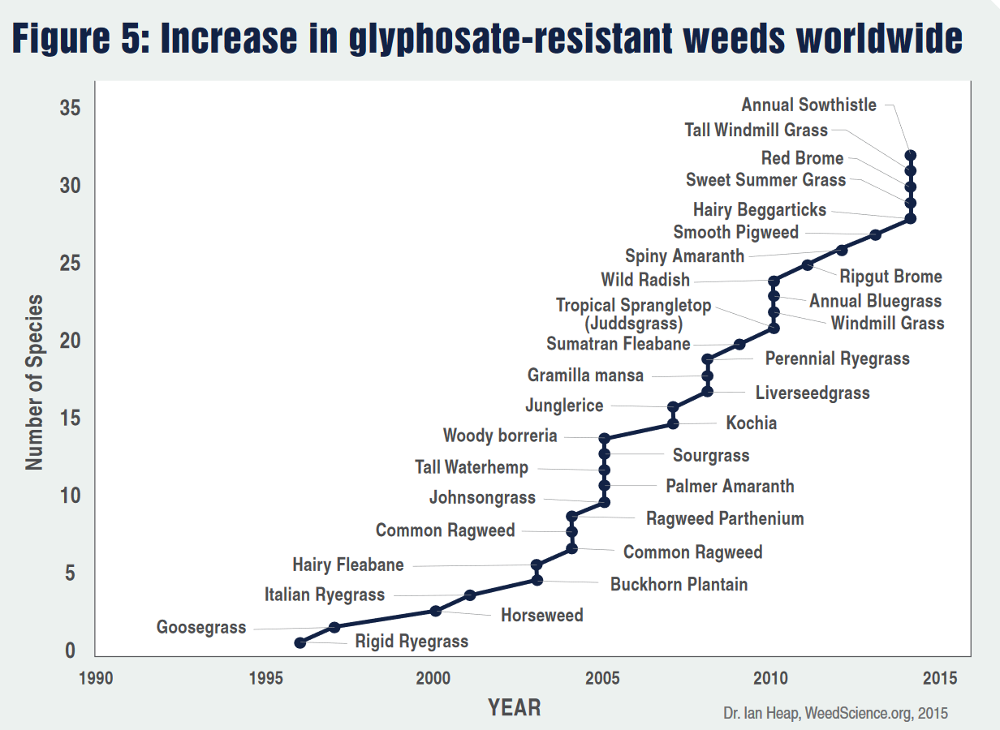 Figure 5: Increase in glyphosate-resistant weeds worldwide
35
30
25
20
15
10
5
0
Number of Species
Annual Sowthistle
Tall Windmill Grass
Red Brome
Sweet Summer Grass
Hairy Beggarticks
Smooth Pigweed
Spiny Amaranth
Ripgut Brome
Wild Radish
Annual Bluegrass
Tropical Sprangletop
(Juddsgrass)
Windmill Grass
Sumatran Fleabane
Perennial Ryegrass
Gramilla mansa
Liverseedgrass
Junglerice
Kochia
Woody borreria
Sourgrass
Tall Waterhemp
Palmer Amaranth
Johnsongrass
Ragweed Parthenium
Common Ragweed
Common Ragweed
Hairy Fleabane
Buckhorn Plantain
Italian Ryegrass
Horseweed
Goosegrass
Rigid Ryegrass
1990 1995 2000 2005 2010 2015
YEAR
Dr. Ian Heap, WeedScience.org, 2015